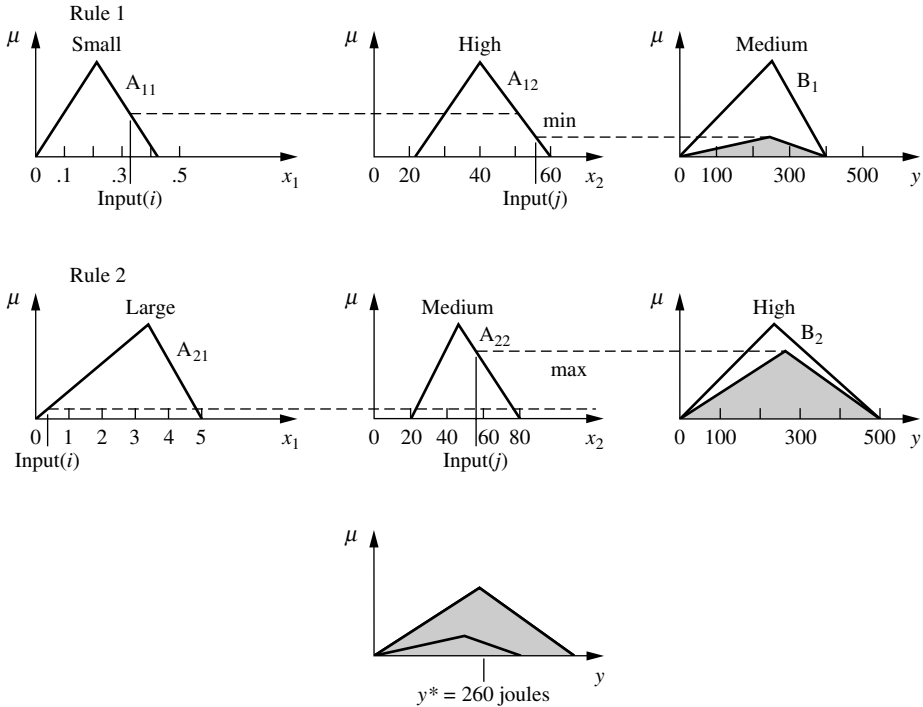 Rule 1
μ Small A₁₁ μ High A₁₂ min μ Medium B₁
0 .1 .3 .5 x₁ 0 20 40 60 x₂ 0 100 300 500 y
Input(i) Input(j)
Rule 2
μ Large A₂₁ μ Medium A₂₂ max μ High B₂
0 1 2 3 4 5 x₁ 0 20 40 60 80 x₂ 0 100 300 500 y
Input(i) Input(j)
μ
y
y* = 260 joules